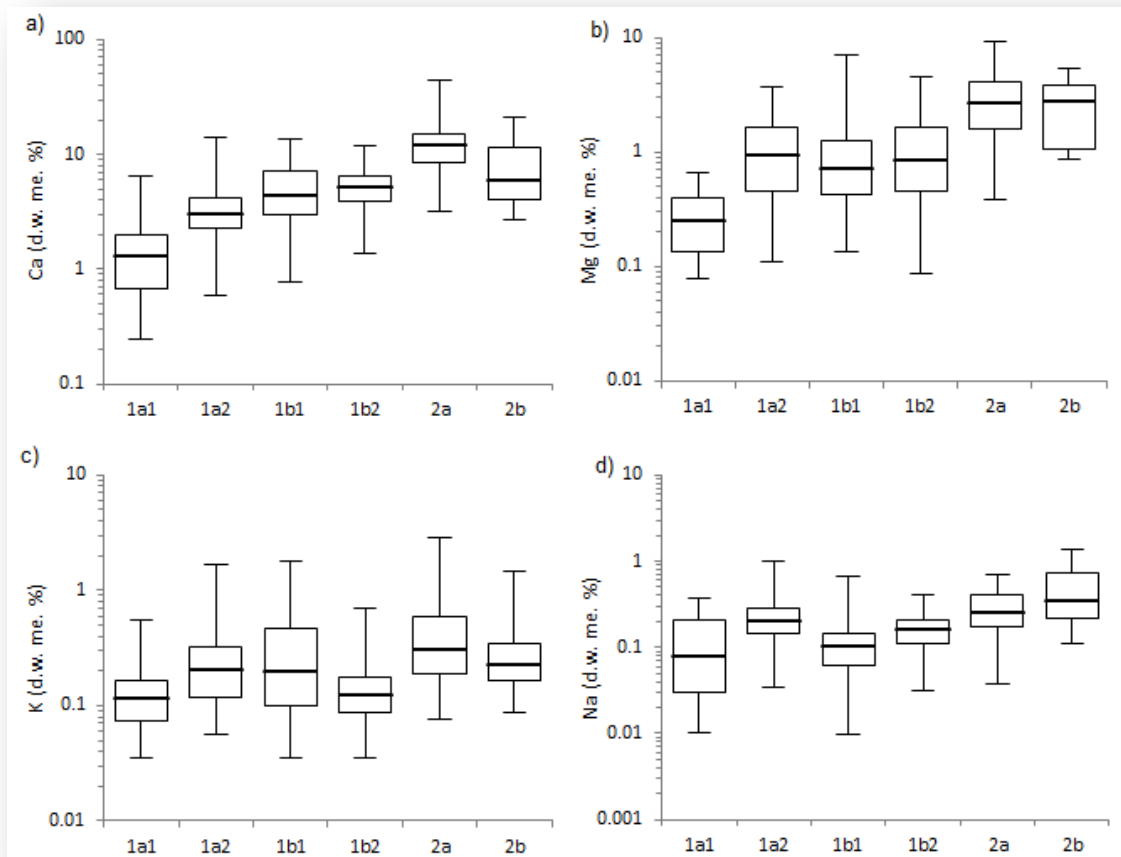 a)
100
10
1
0.1
Ca (d.w. me. %)
1a1 1a2 1b1 1b2 2a 2b
b)
10
1
0.1
0.01
Mg (d.w. me. %)
1a1 1a2 1b1 1b2 2a 2b
c)
10
1
0.1
0.01
K (d.w. me. %)
1a1 1a2 1b1 1b2 2a 2b
d)
10
1
0.1
0.01
0.001
Na (d.w. me. %)
1a1 1a2 1b1 1b2 2a 2b